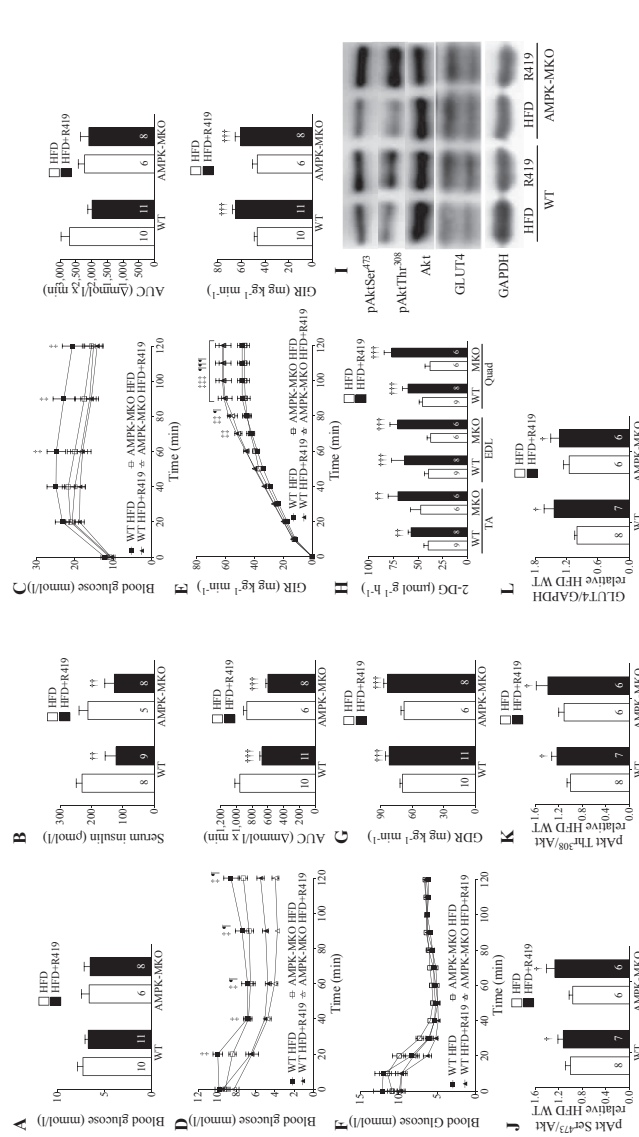 A
Blood glucose (mmol/l)
10
5
0
HFD
HFD+R419
11
6
8
WT
AMPK-MKO
B
Serum insulin (pmol/l)
300
200
100
0
HFD
HFD+R419
††
††
8
9
5
8
WT
AMPK-MKO
C
Blood glucose (mmol/l)
30
20
10
‡
‡‡
‡‡
0
20
40
60
80
100
120
Time (min)
WT HFD
AMPK-MKO HFD
WT HFD+R419
AMPK-MKO HFD+R419
AUC (Δmmol/l x min)
3,000
2,500
2,000
1,500
1,000
500
0
HFD
HFD+R419
10
11
6
8
WT
AMPK-MKO
D
Blood glucose (mmol/l)
12
10
8
6
4
2
‡‡
‡‡
‡‡¶
‡‡¶
‡‡¶
0
20
40
60
80
100
120
Time (min)
WT HFD
AMPK-MKO HFD
WT HFD+R419
AMPK-MKO HFD+R419
AUC (Δmmol/l x min)
1,200
1,000
800
600
400
200
0
HFD
HFD+R419
†††
†††
10
11
6
8
WT
AMPK-MKO
E
GIR (mg kg⁻¹ min⁻¹)
80
60
40
20
0
‡‡
‡‡¶
‡‡‡ ¶¶¶
0
20
40
60
80
100
120
Time (min)
WT HFD
AMPK-MKO HFD
WT HFD+R419
AMPK-MKO HFD+R419
GIR (mg kg⁻¹ min⁻¹)
80
60
40
20
0
HFD
HFD+R419
†††
†††
10
11
6
8
WT
AMPK-MKO
F
Blood Glucose (mmol/l)
15
10
5
0
20
40
60
80
100
120
Time (min)
WT HFD
AMPK-MKO HFD
WT HFD+R419
AMPK-MKO HFD+R419
G
GDR (mg kg⁻¹ min⁻¹)
90
60
30
0
HFD
HFD+R419
†††
†††
10
11
6
8
WT
AMPK-MKO
H
2-DG (μmol g⁻¹ h⁻¹)
100
75
50
25
0
HFD
HFD+R419
††
††
†††
†††
†††
†††
9
8
6
6
9
8
6
6
9
8
6
6
WT
MKO
WT
MKO
WT
MKO
TA
EDL
Quad
I
pAktSer⁴⁷³
pAktThr³⁰⁸
Akt
GLUT4
GAPDH
HFD
R419
HFD
R419
WT
AMPK-MKO
J
pAkt Ser473/Akt
relative HFD WT
1.6
1.2
0.8
0.4
0.0
HFD
HFD+R419
†
†
8
7
6
6
WT
AMPK-MKO
K
pAkt Thr308/Akt
relative HFD WT
1.6
1.2
0.8
0.4
0.0
HFD
HFD+R419
†
†
8
7
6
6
WT
AMPK-MKO
L
GLUT4/GAPDH
relative HFD WT
1.8
1.2
0.6
0.0
HFD
HFD+R419
†
†
8
7
6
6
WT
AMPK-MKO